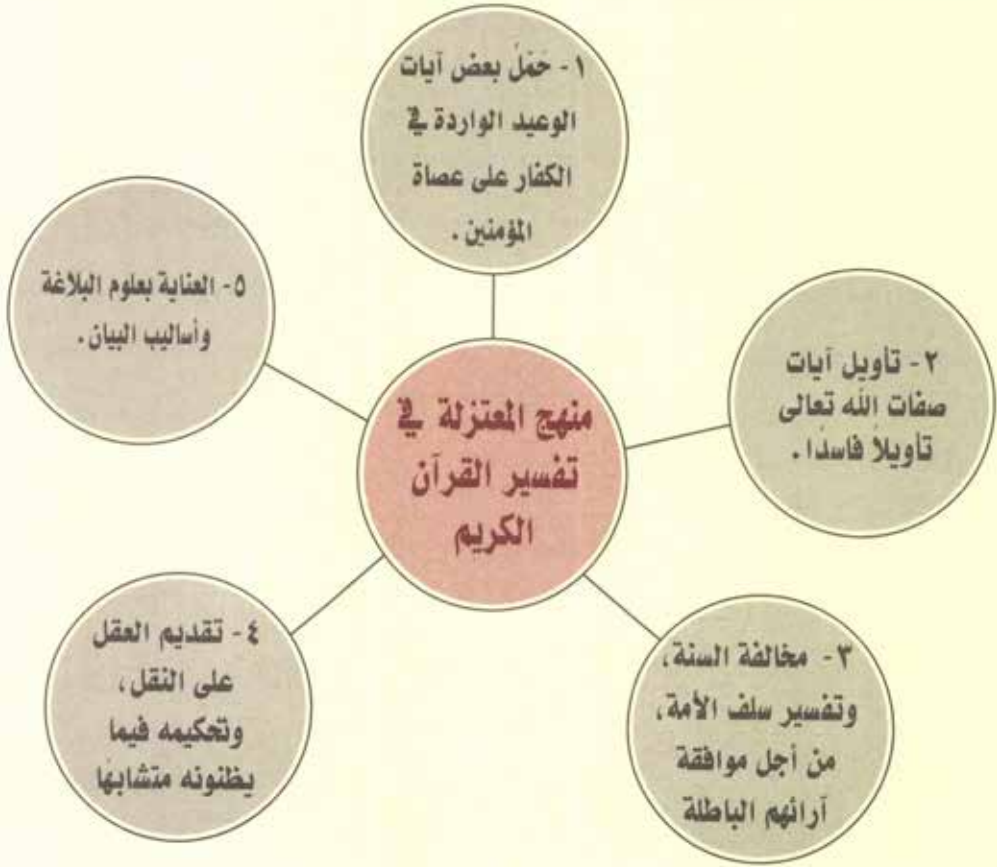 ١- حَمْلُ بعض آيات
الوعيد الواردة في
الكفار على عصاة
المؤمنين.
٢- تأويل آيات
صفات الله تعالى
تأويلاً فاسدًا.
٣- مخالفة السنة،
وتفسير سلف الأمة،
من أجل موافقة
آرائهم الباطلة
٤- تقديم العقل
على النقل،
وتحكيمه فيما
يظنونه متشابهًا
٥- العناية بعلوم البلاغة
وأساليب البيان.
منهج المعتزلة في
تفسير القرآن
الكريم